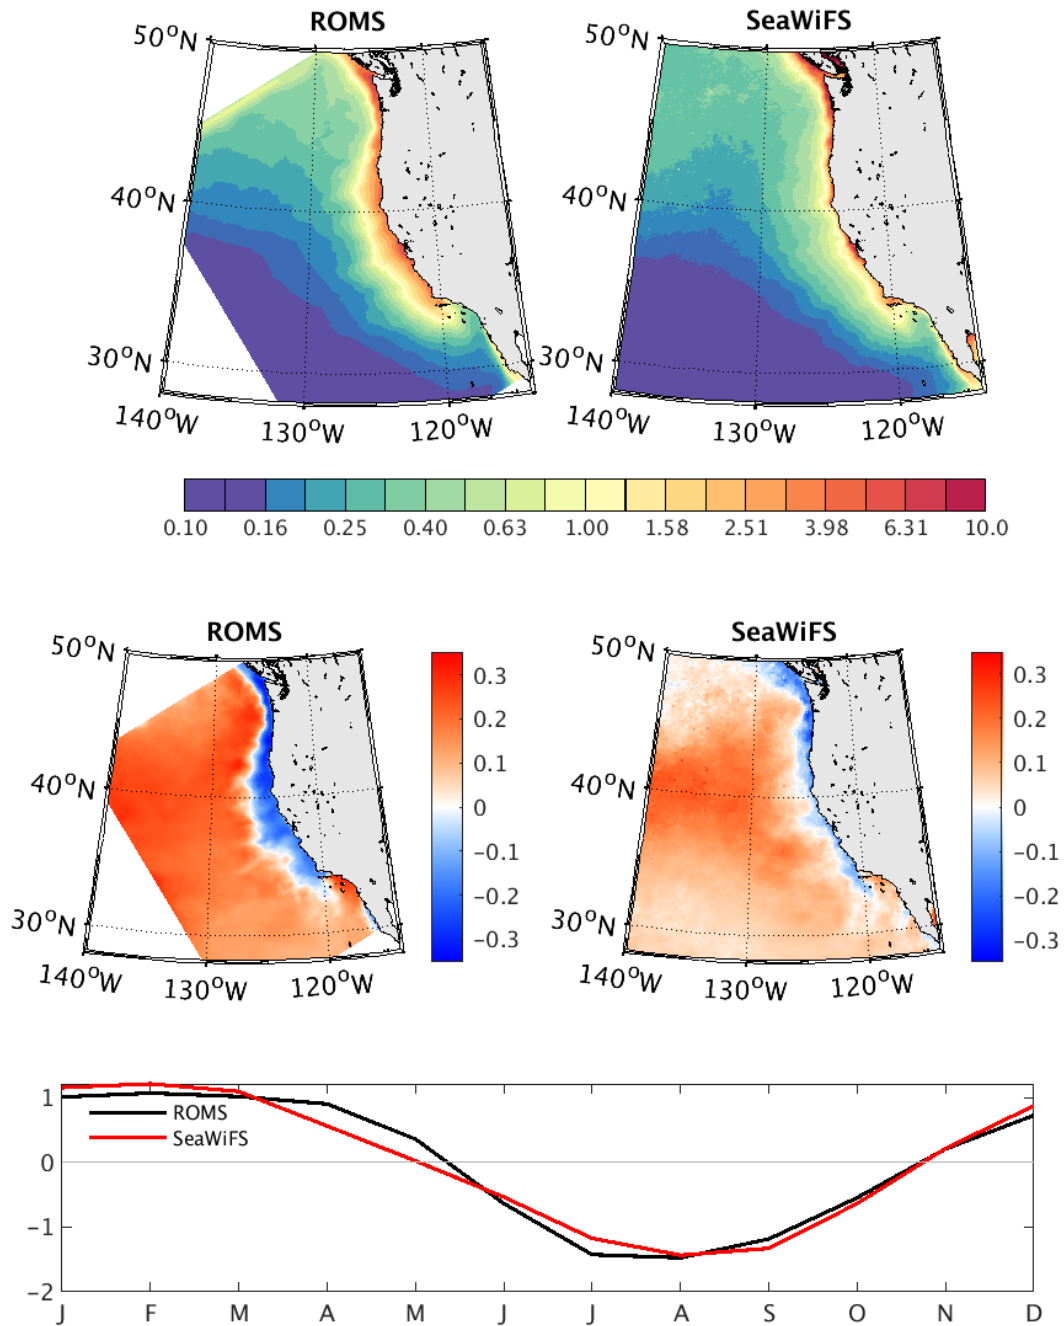 ROMS SeaWiFS
50°N 50°N
40°N 40°N
30°N 30°N
140°W 130°W 120°W 140°W 130°W 120°W
0.10 0.16 0.25 0.40 0.63 1.00 1.58 2.51 3.98 6.31 10.0
ROMS SeaWiFS
50°N 50°N
40°N 40°N
30°N 30°N
140°W 130°W 120°W 140°W 130°W 120°W
0.3 0.3
0.2 0.2
0.1 0.1
0 0
−0.1 −0.1
−0.2 −0.2
−0.3 −0.3
1
0
−1
−2
ROMS
SeaWiFS
J F M A M J J A S O N D